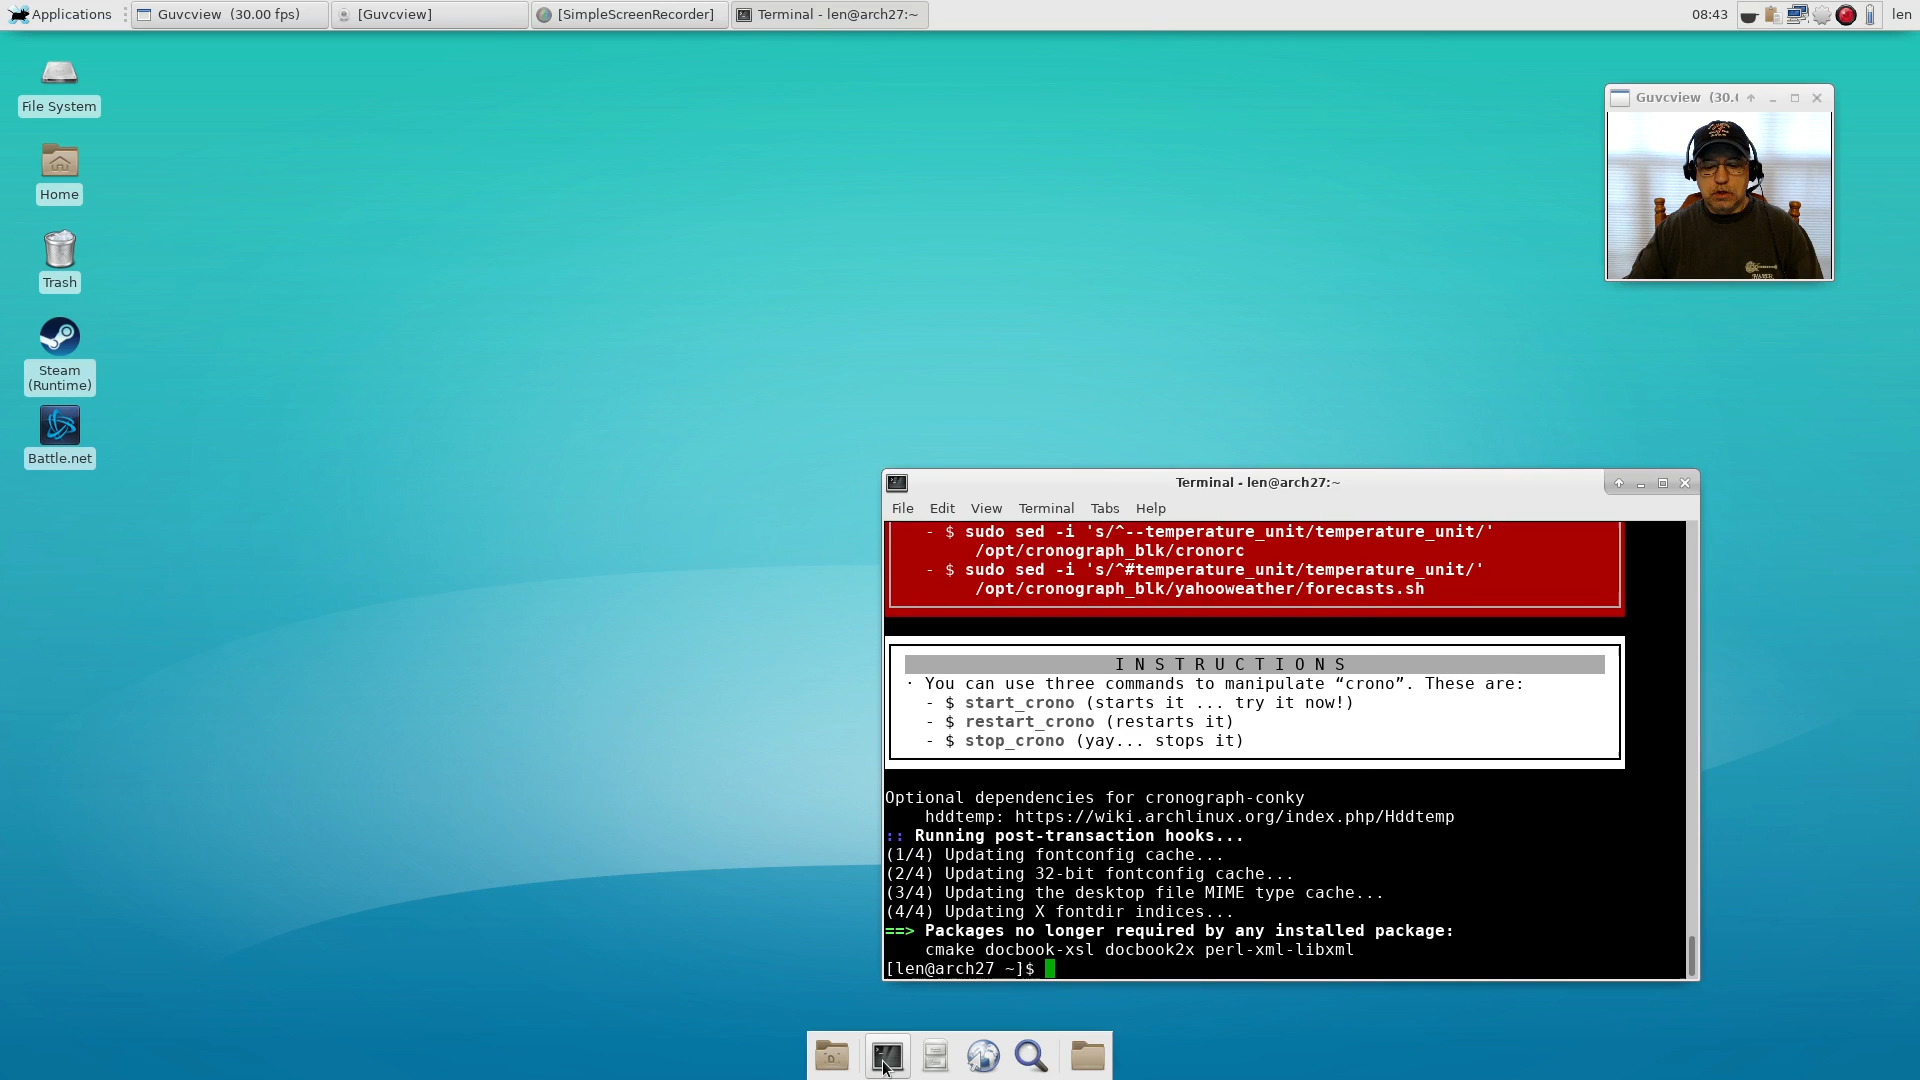 Applications
Guvcview (30.00 fps)
[Guvcview]
[SimpleScreenRecorder]
Terminal - len@arch27:~
08:43
len
File System
Home
Trash
Steam
(Runtime)
Battle.net
Guvcview (30.
Terminal - len@arch27:~
File Edit View Terminal Tabs Help
- $ sudo sed -i 's/^--temperature_unit/temperature_unit/'
/opt/cronograph_blk/cronorc
- $ sudo sed -i 's/^#temperature_unit/temperature_unit/'
/opt/cronograph_blk/yahooweather/forecasts.sh
I N S T R U C T I O N S
· You can use three commands to manipulate “crono”. These are:
- $ start_crono (starts it ... try it now!)
- $ restart_crono (restarts it)
- $ stop_crono (yay... stops it)
Optional dependencies for cronograph-conky
hddtemp: https://wiki.archlinux.org/index.php/Hddtemp
:: Running post-transaction hooks...
(1/4) Updating fontconfig cache...
(2/4) Updating 32-bit fontconfig cache...
(3/4) Updating the desktop file MIME type cache...
(4/4) Updating X fontdir indices...
==> Packages no longer required by any installed package:
cmake docbook-xsl docbook2x perl-xml-libxml
[len@arch27 ~]$